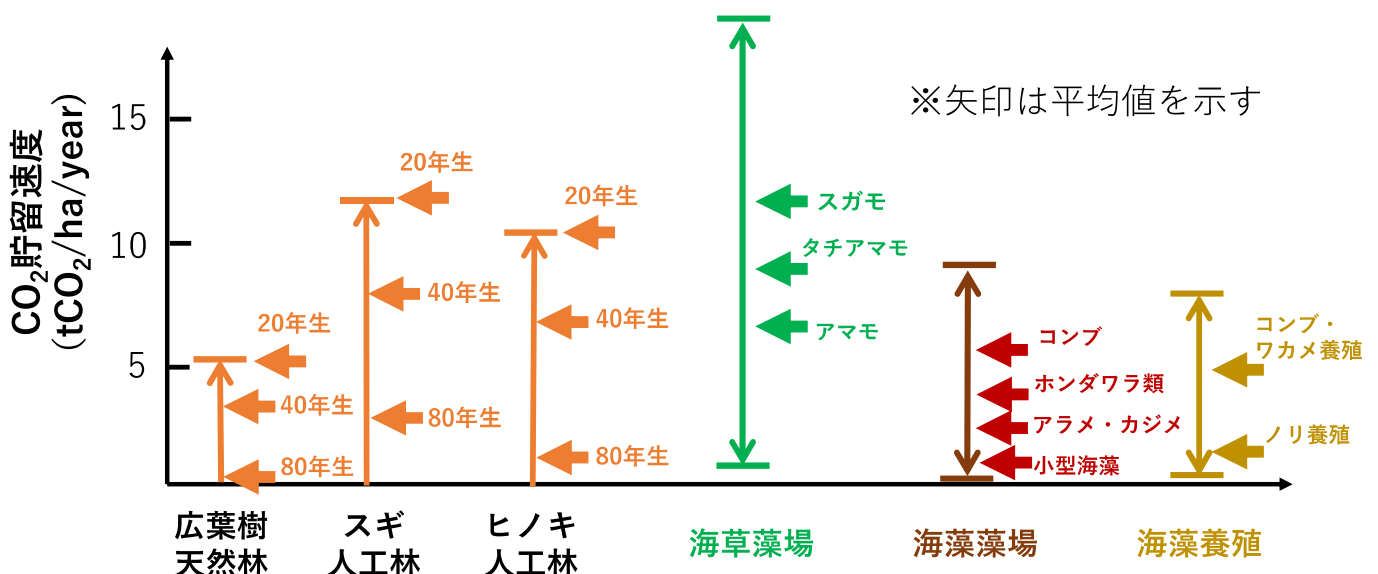 CO₂貯留速度
(tCO₂/ha/year)
15
10
5
※矢印は平均値を示す
20年生
40年生
80年生
広葉樹
天然林
20年生
40年生
80年生
スギ
人工林
20年生
40年生
80年生
ヒノキ
人工林
スガモ
タチアマモ
アマモ
海草藻場
コンブ
ホンダワラ類
アラメ・カジメ
小型海藻
海藻藻場
コンブ・
ワカメ養殖
ノリ養殖
海藻養殖